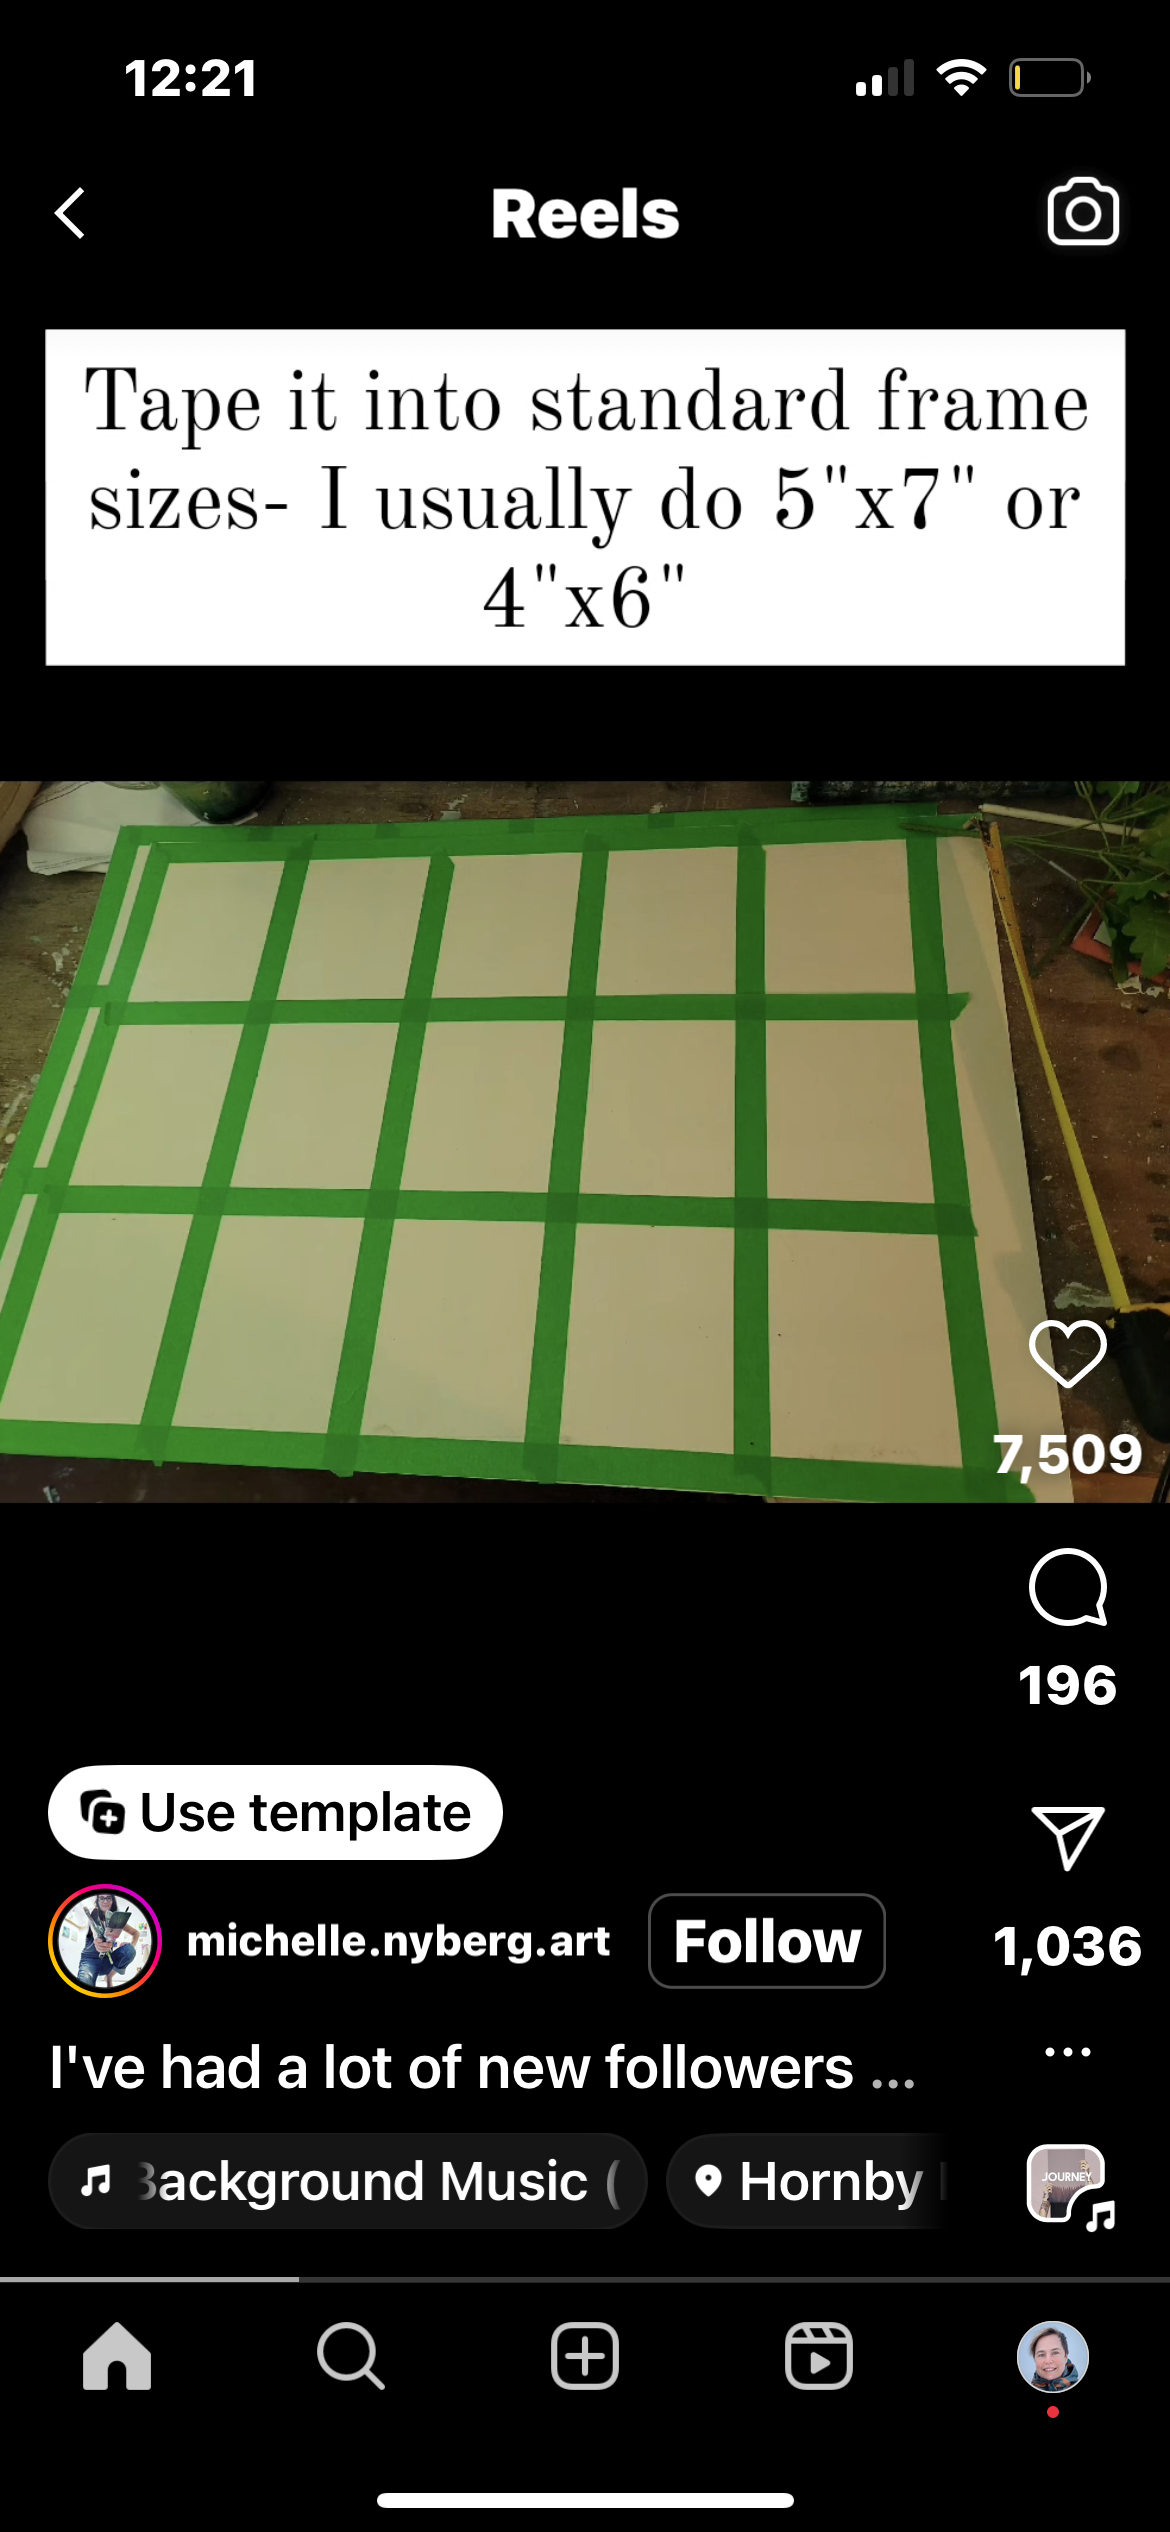 12:21
Reels
Tape it into standard frame
sizes- I usually do 5"x7" or
4"x6"
7,509
196
Use template
michelle.nyberg.art
Follow
1,036
I've had a lot of new followers ...
Background Music (
Hornby
JOURNEY